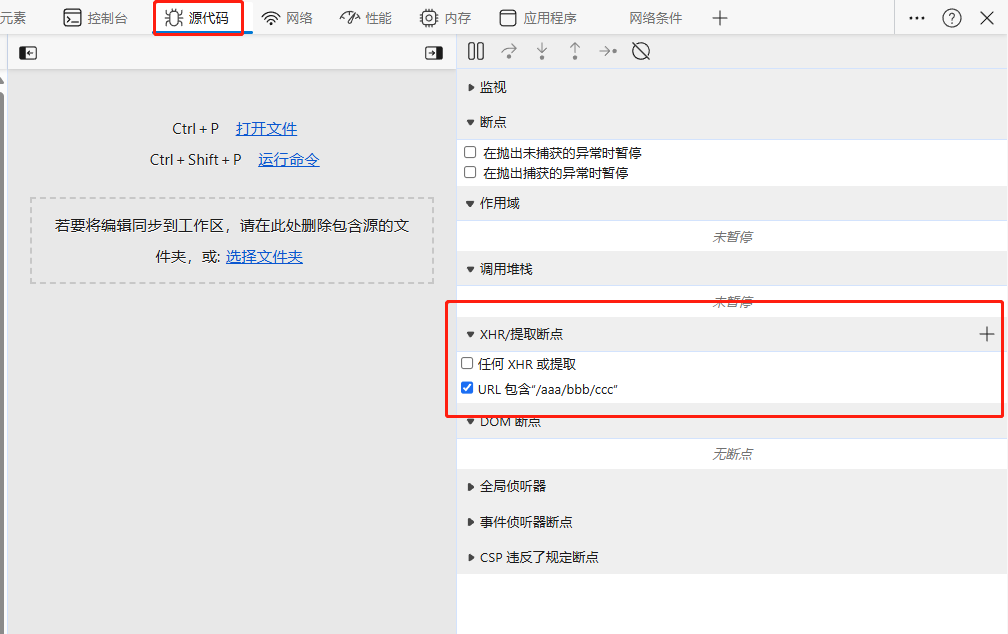 元素 控制台 源代码 网络 性能 内存 应用程序 网络条件
Ctrl + P 打开文件
Ctrl + Shift + P 运行命令
若要将编辑同步到工作区，请在此处删除包含源的文
件夹，或: 选择文件夹
监视
断点
在抛出未捕获的异常时暂停
在抛出捕获的异常时暂停
作用域
未暂停
调用堆栈
未暂停
XHR/提取断点
任何 XHR 或提取
URL 包含"/aaa/bbb/ccc"
DOM 断点
无断点
全局侦听器
事件侦听器断点
CSP 违反了规定断点